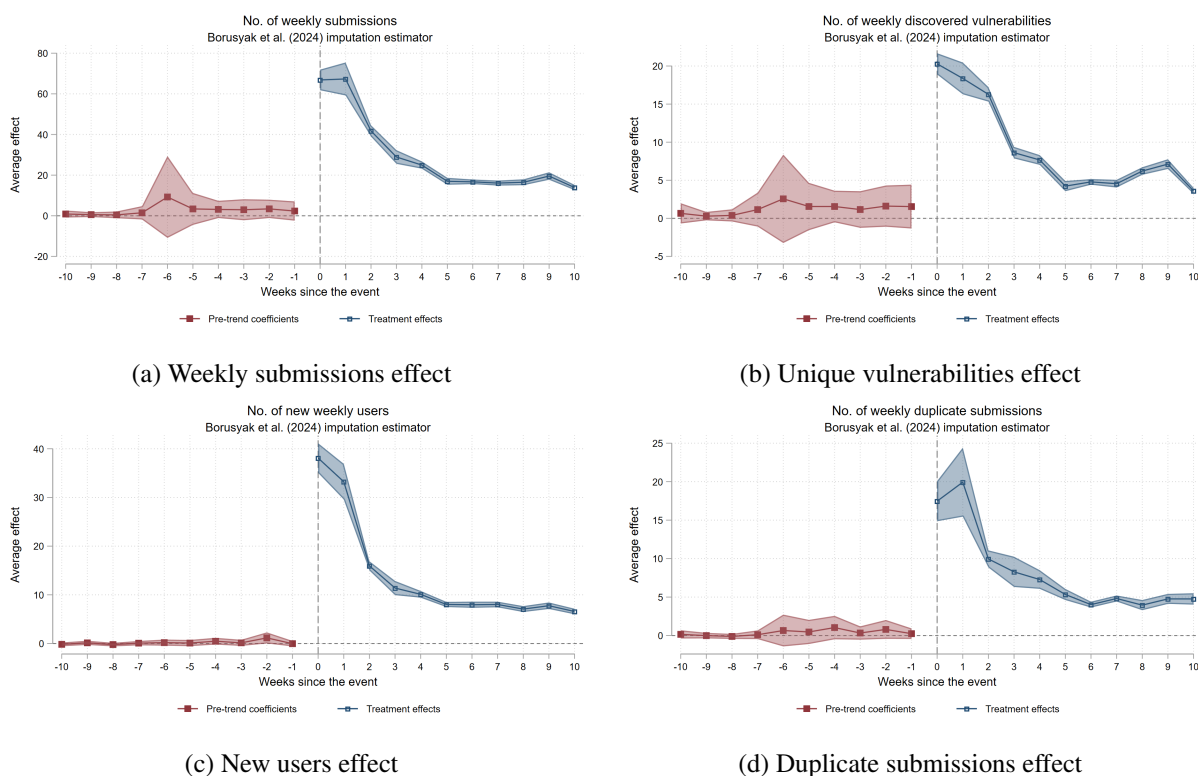 No. of weekly submissions
Borusyak et al. (2024) imputation estimator
Average effect
80
60
40
20
0
-20
-10 -9 -8 -7 -6 -5 -4 -3 -2 -1 0 1 2 3 4 5 6 7 8 9 10
Weeks since the event
Pre-trend coefficients Treatment effects
(a) Weekly submissions effect
No. of weekly discovered vulnerabilities
Borusyak et al. (2024) imputation estimator
Average effect
20
15
10
5
0
-5
-10 -9 -8 -7 -6 -5 -4 -3 -2 -1 0 1 2 3 4 5 6 7 8 9 10
Weeks since the event
Pre-trend coefficients Treatment effects
(b) Unique vulnerabilities effect
No. of new weekly users
Borusyak et al. (2024) imputation estimator
Average effect
40
30
20
10
0
-10 -9 -8 -7 -6 -5 -4 -3 -2 -1 0 1 2 3 4 5 6 7 8 9 10
Weeks since the event
Pre-trend coefficients Treatment effects
(c) New users effect
No. of weekly duplicate submissions
Borusyak et al. (2024) imputation estimator
Average effect
25
20
15
10
5
0
-10 -9 -8 -7 -6 -5 -4 -3 -2 -1 0 1 2 3 4 5 6 7 8 9 10
Weeks since the event
Pre-trend coefficients Treatment effects
(d) Duplicate submissions effect